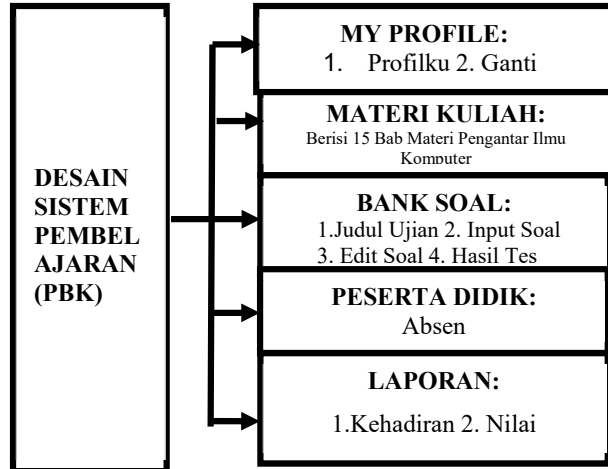 DESAIN
SISTEM
PEMBEL
AJARAN
(PBK)
MY PROFILE:
1. Profilku 2. Ganti
MATERI KULIAH:
Berisi 15 Bab Materi Pengantar Ilmu
Komputer
BANK SOAL:
1.Judul Ujian 2. Input Soal
3. Edit Soal 4. Hasil Tes
PESERTA DIDIK:
Absen
LAPORAN:
1.Kehadiran 2. Nilai